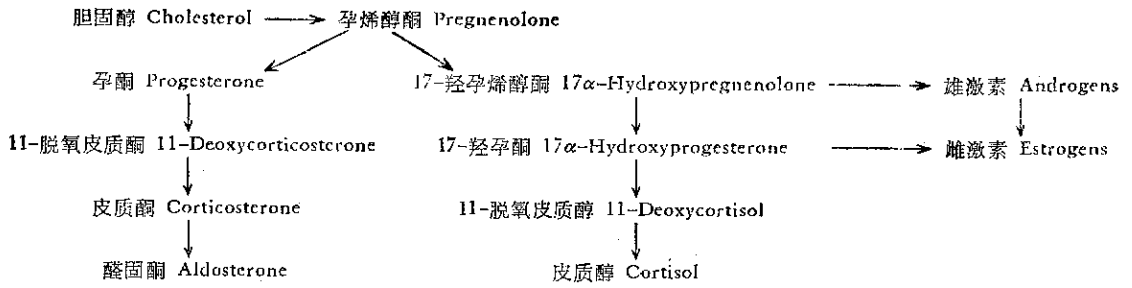 胆固醇 Cholesterol 孕烯醇酮 Pregnenolone
孕酮 Progesterone 17-羟孕烯醇酮 17α-Hydroxypregnenolone 雄激素 Androgens
11-脱氧皮质酮 11-Deoxycorticosterone 17-羟孕酮 17α-Hydroxyprogesterone 雌激素 Estrogens
皮质酮 Corticosterone 11-脱氧皮质醇 11-Deoxycortisol
醛固酮 Aldosterone 皮质醇 Cortisol